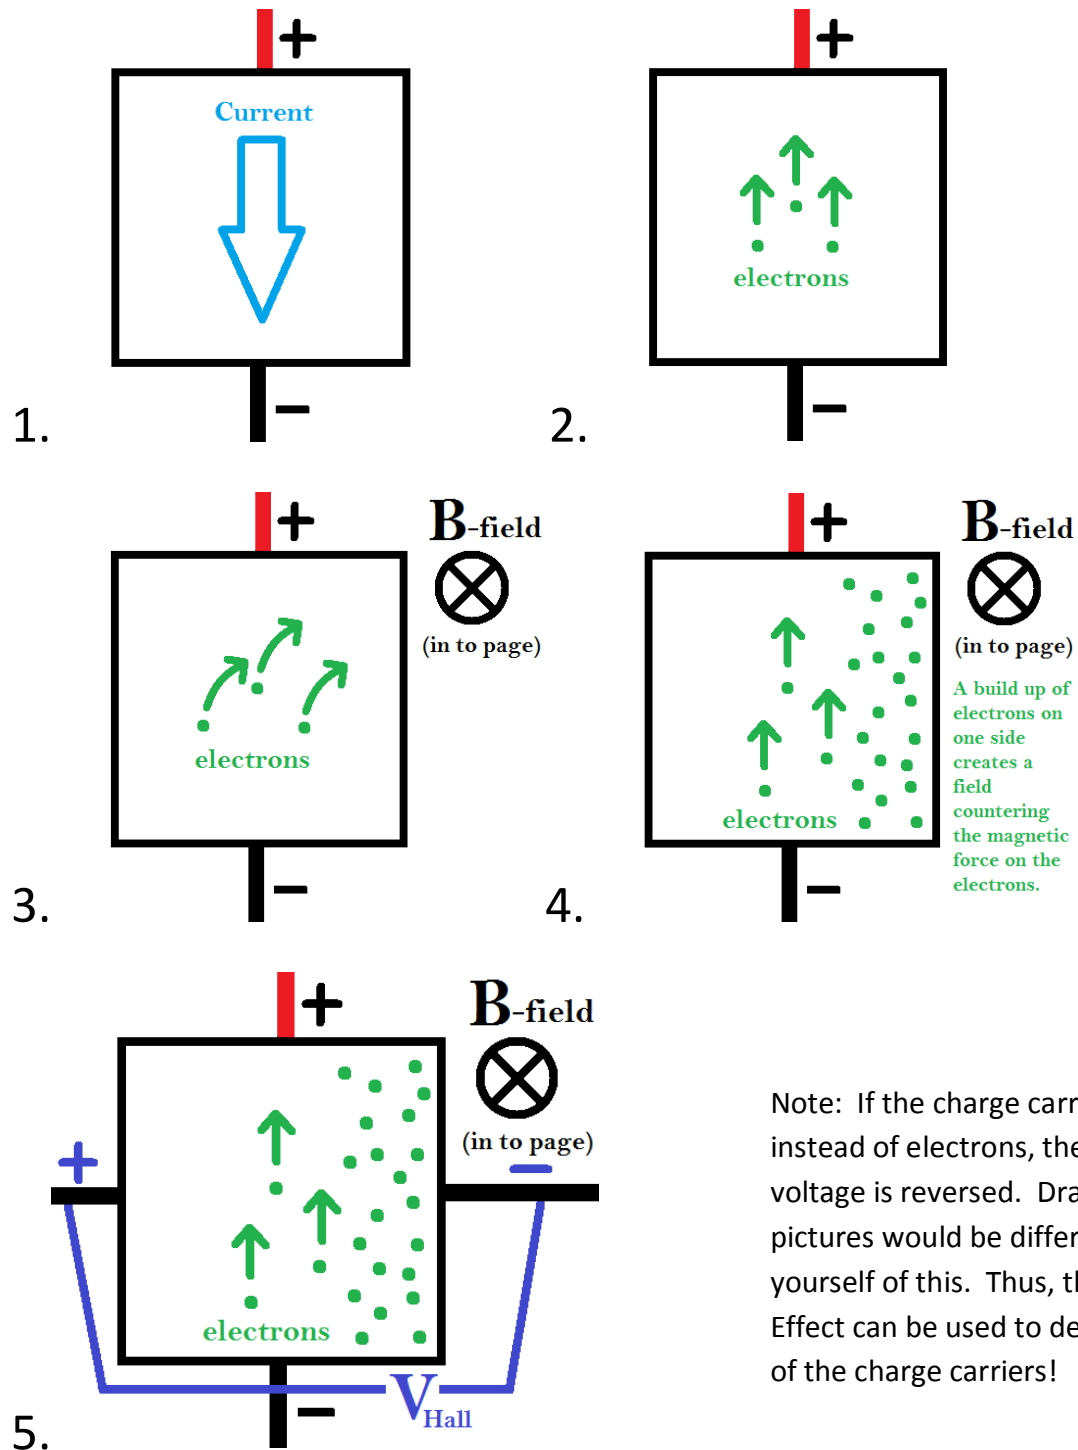 +
+
Current
electrons
−
−
1.
2.
+
B-field
+
B-field
(in to page)
(in to page)
electrons
A build up of
electrons on
one side
creates a
field
countering
the magnetic
force on the
electrons.
electrons
−
−
3.
4.
+
B-field
(in to page)
+
−
electrons
VHall
−
5.
Note: If the charge carr
instead of electrons, the
voltage is reversed. Dra
pictures would be differ
yourself of this. Thus, th
Effect can be used to de
of the charge carriers!